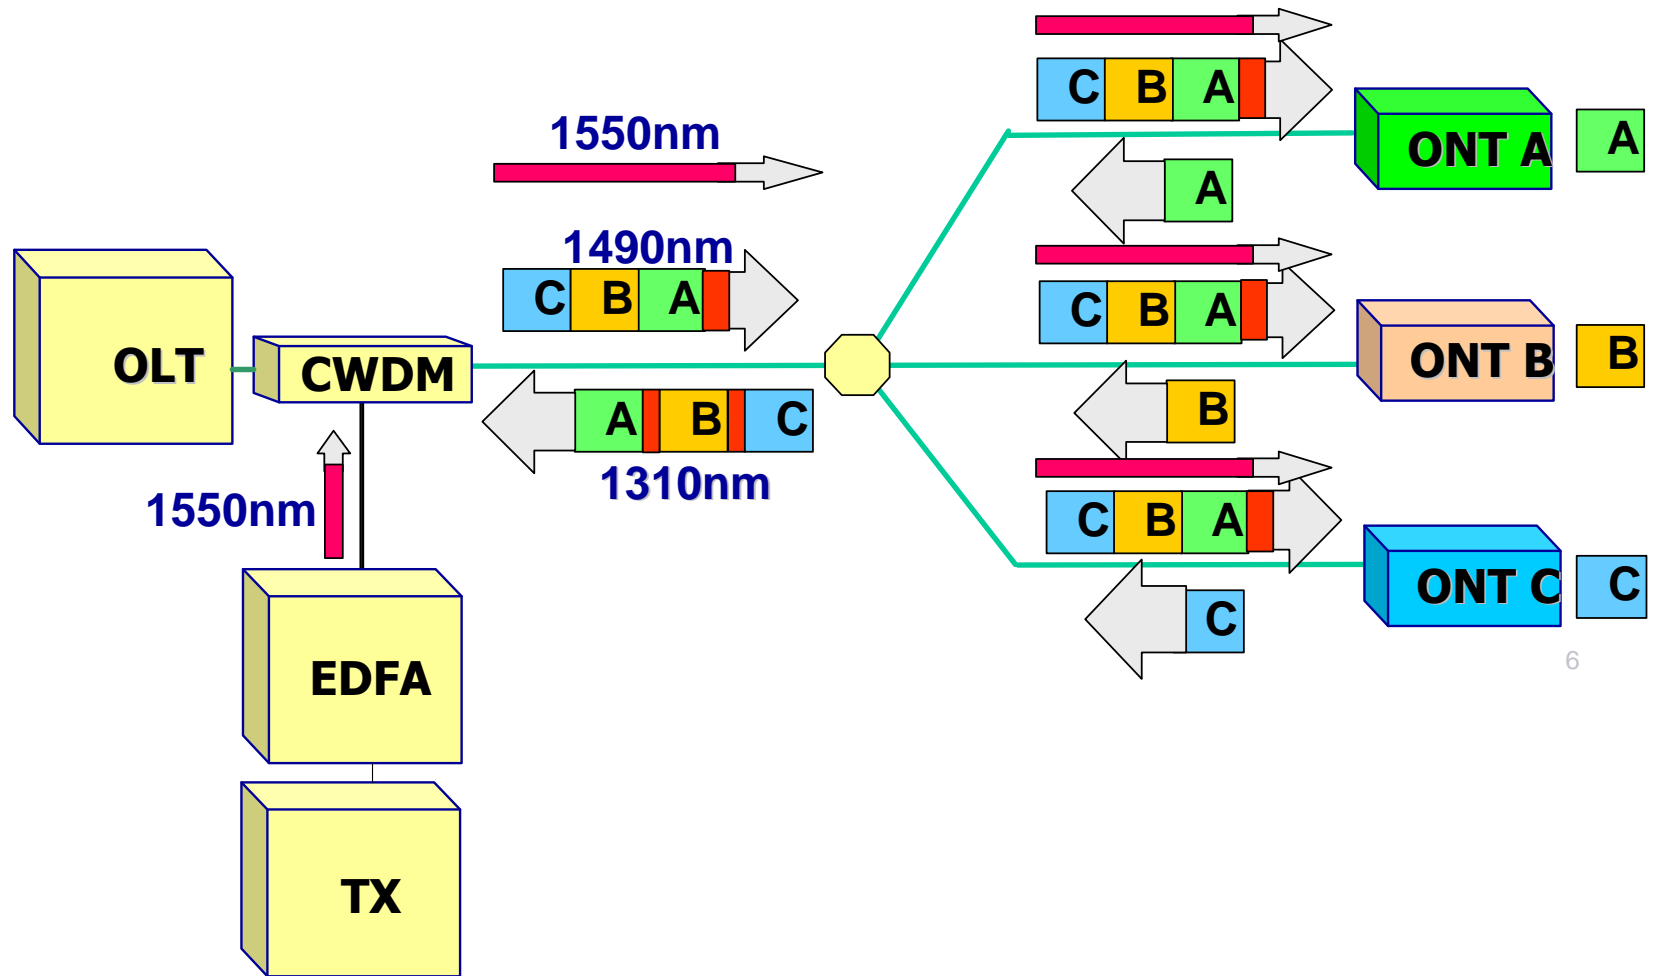 C B A
1550nm
ONT A
A
A
1490nm
C B A
C B A
OLT
CWDM
ONT B
B
A B C
B
1310nm
1550nm
C B A
ONT C
C
C
EDFA
6
TX